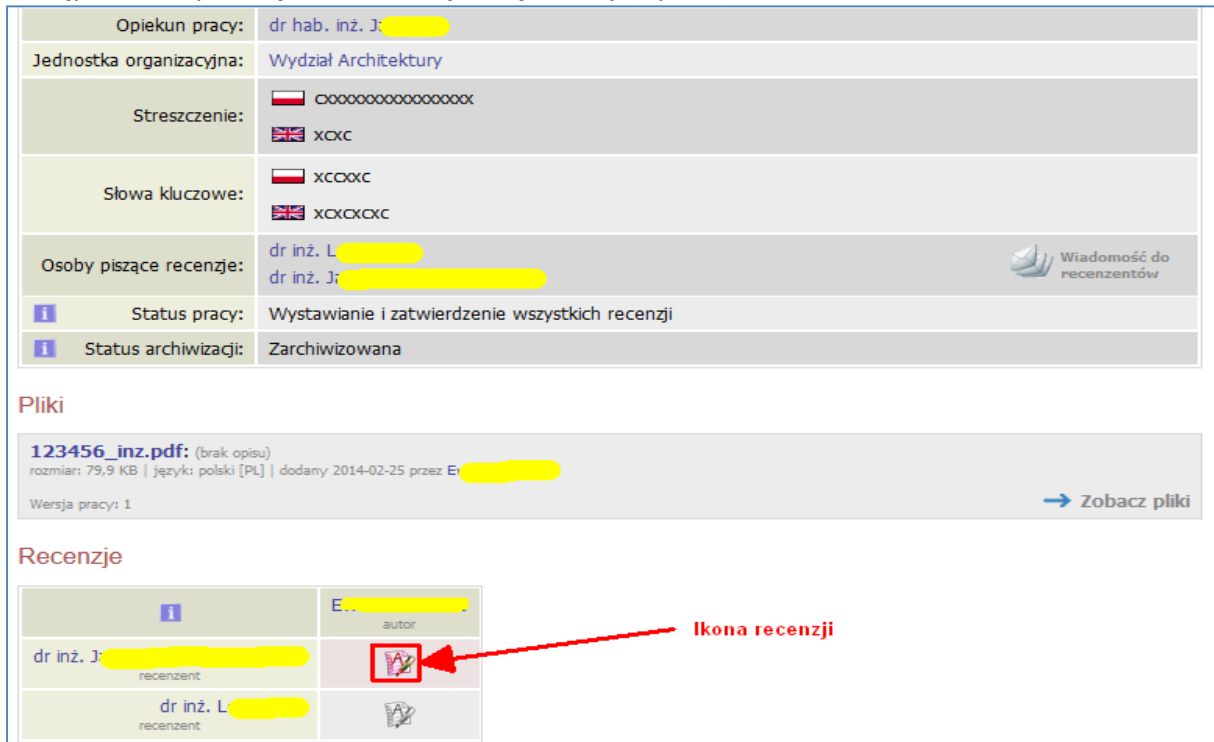 Opiekun pracy: dr hab. inż. J
Jednostka organizacyjna: Wydział Architektury
Streszczenie:
cxxxxxxxxxxxxxxxx
xcxc
Słowa kluczowe:
xccxxc
xcxcxcxc
Osoby piszące recenzje:
dr inż. L
dr inż. Ja
Wiadomość do
recenzentów
i Status pracy: Wystawianie i zatwierdzenie wszystkich recenzji
i Status archiwizacji: Zarchiwizowana
Pliki
123456_inz.pdf: (brak opisu)
rozmiar: 79,9 KB | język: polski [PL] | dodany 2014-02-25 przez E
Wersja pracy: 1
Zobacz pliki
Recenzje
i
E
autor
Ikona recenzji
dr inż. J
recenzent
dr inż. L
recenzent